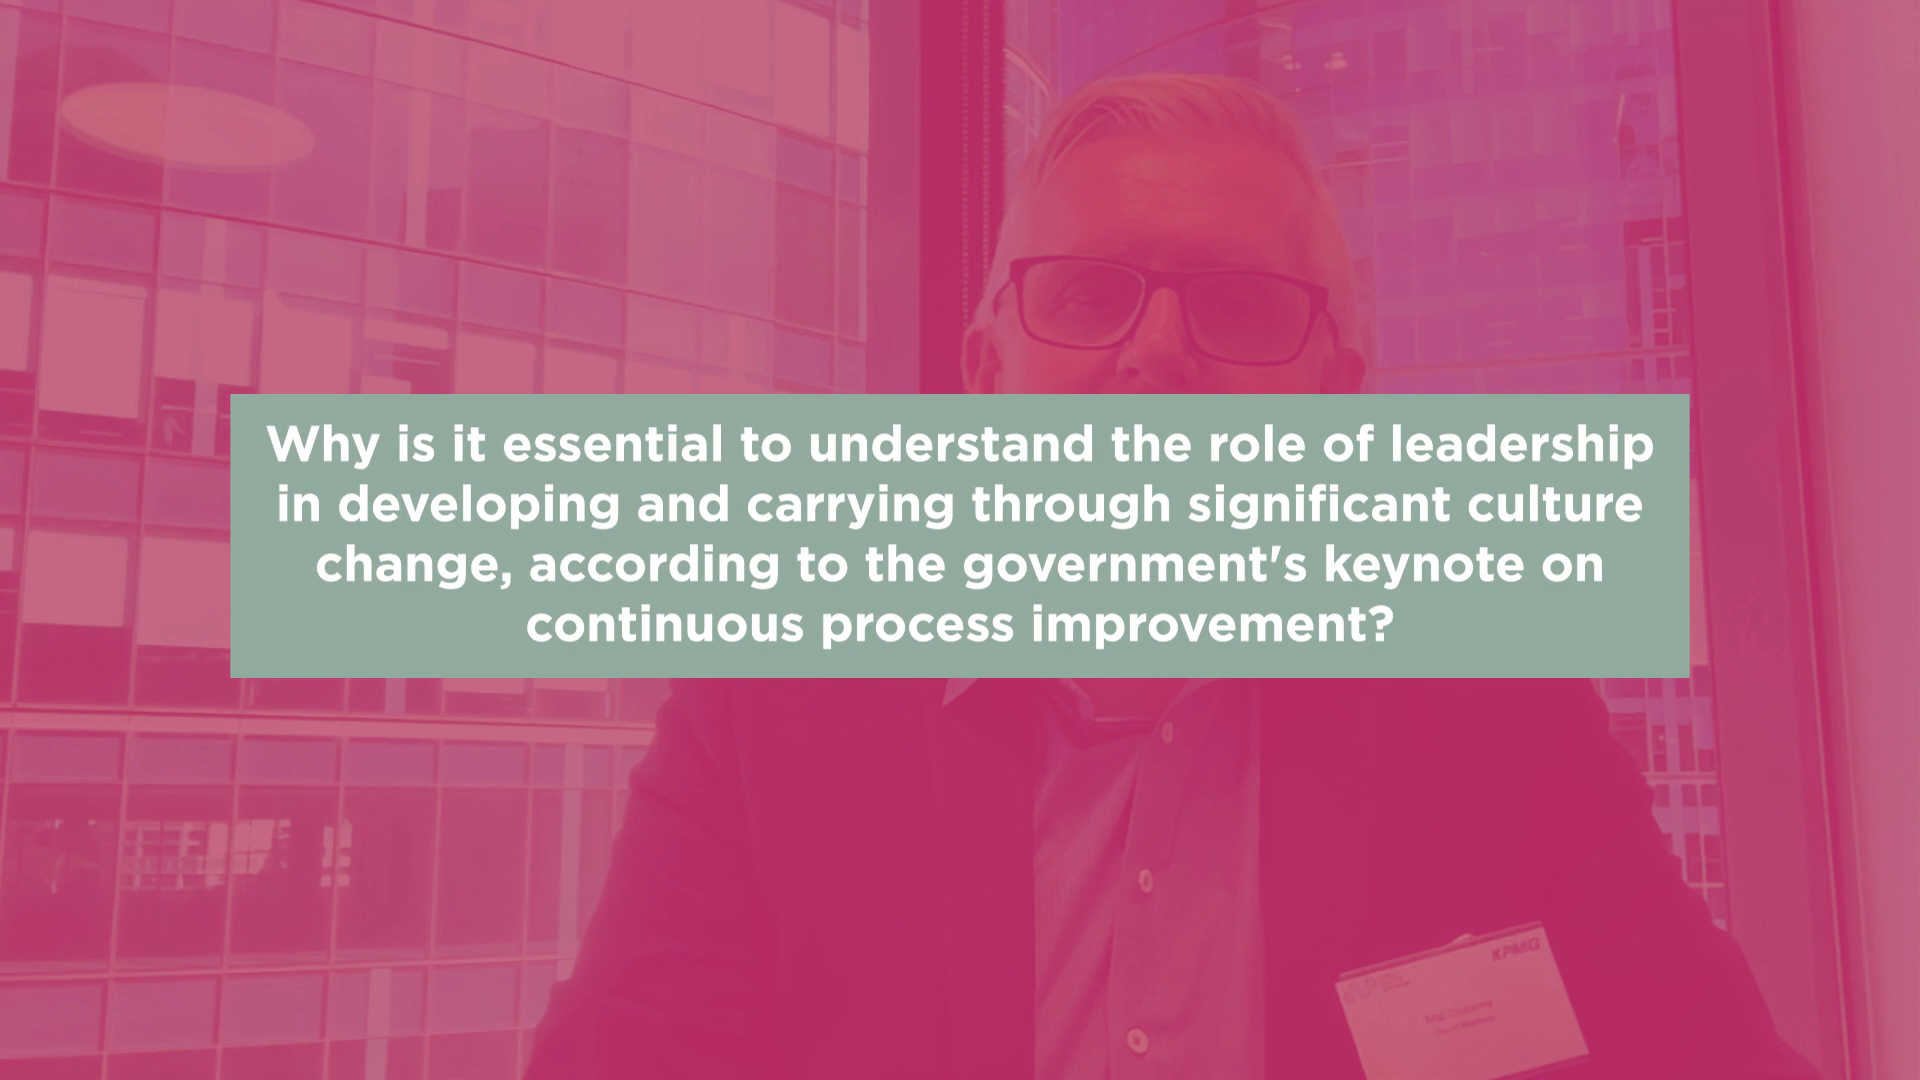 Why is it essential to understand the role of leadership
in developing and carrying through significant culture
change, according to the government's keynote on
continuous process improvement?
KPMG